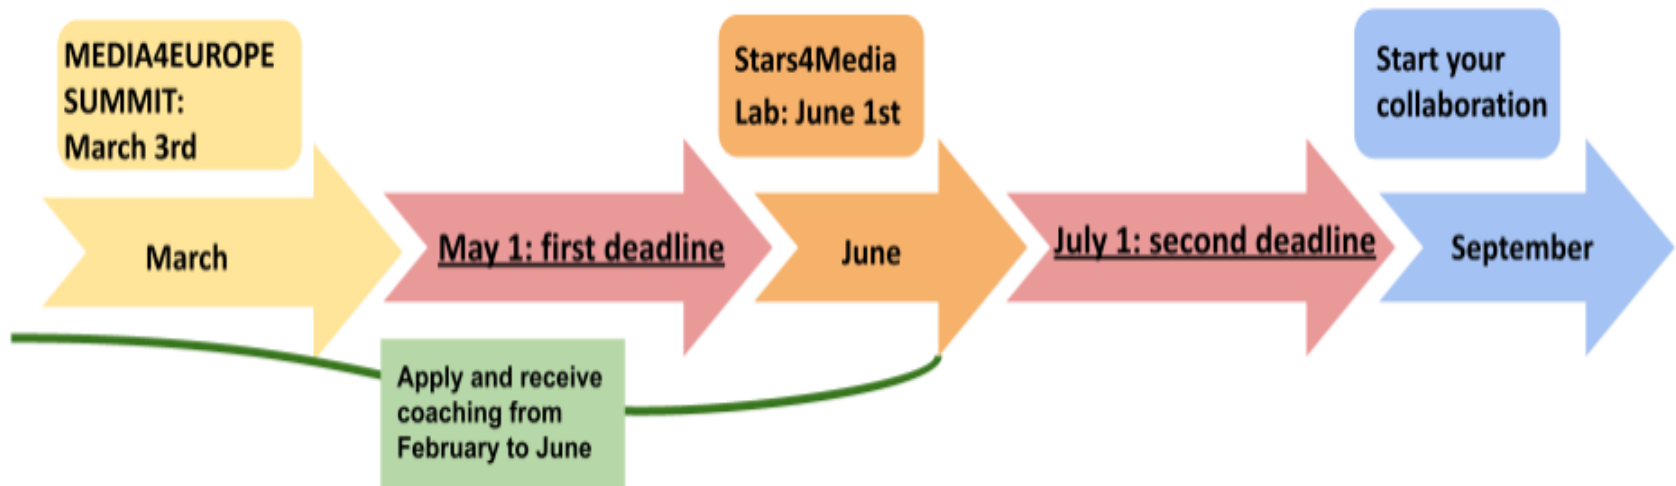 MEDIA4EUROPE
SUMMIT:
March 3rd
Stars4Media
Lab: June 1st
Start your
collaboration
March
May 1: first deadline
June
July 1: second deadline
September
Apply and receive
coaching from
February to June